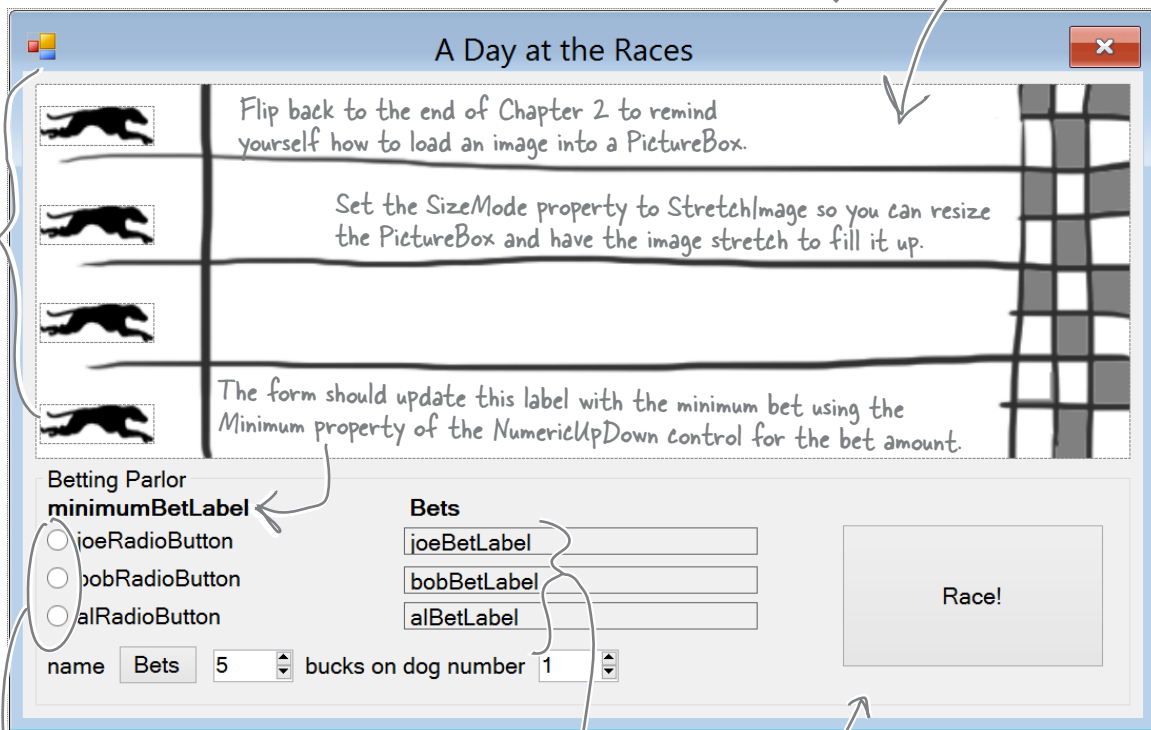 A Day at the Races
Flip back to the end of Chapter 2 to remind
yourself how to load an image into a PictureBox.
Set the SizeMode property to StretchImage so you can resize
the PictureBox and have the image stretch to fill it up.
The form should update this label with the minimum bet using the
Minimum property of the NumericUpDown control for the bet amount.
Betting Parlor
minimumBetLabel
Bets
joeRadioButton
joeBetLabel
bobRadioButton
bobBetLabel
alRadioButton
alBetLabel
Race!
name Bets 5 bucks on dog number 1